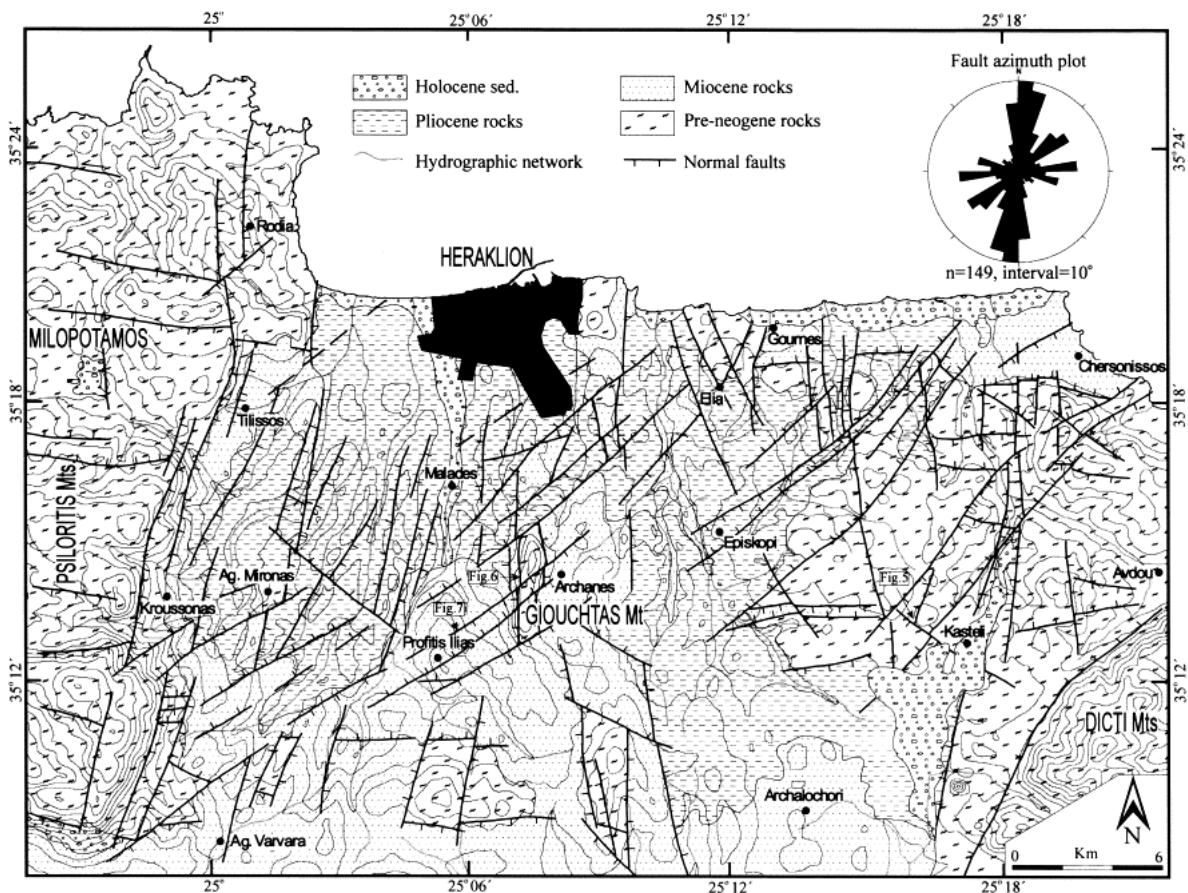 25° 25°06' 25°12' 25°18'
Fault azimuth plot
N
Holocene sed. Miocene rocks
Pliocene rocks Pre-neogene rocks
Hydrographic network Normal faults
35°24' 35°24'
Rodia
HERAKLION
n=149, interval=10°
MILOPOTAMOS
Gournes
Chersonissos
Elia
35°18' 35°18'
Tilissos
Malades
PSILORITIS Mts
Episkopi
Fig.6 Archanes Fig.5 Avdou
Ag. Mironas
Kroussonas
Fig.7 GIOUCHTAS Mt
Profitis Ilias Kasteli
35°12' 35°12'
DICTI Mts
Archalochori
N
Ag. Varvara
0 Km 6
25° 25°06' 25°12' 25°18'